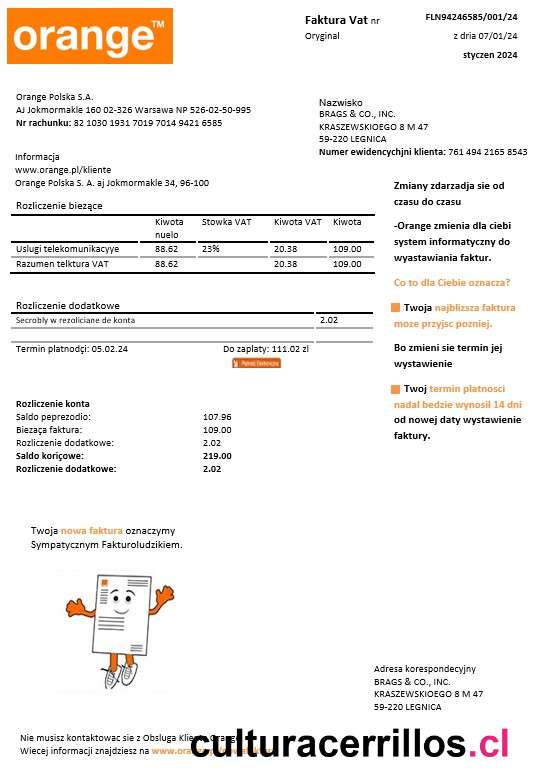 orange™
Faktura Vat nr FLN94246585/001/24
Oryginal z dnia 07/01/24
styczen 2024
Orange Polska S.A.
AJ Jokmormakle 160 02-326 Warsawa NP 526-02-50-995
Nr rachunku: 82 1030 1931 7019 7014 9421 6585
Nazwisko
BRAGS & CO., INC.
KRASZEWSKIOEGO 8 M 47
59-220 LEGNICA
Numer ewidencychjni klienta: 761 494 2165 8543
Informacja
www.orange.pl/kliente
Orange Polska S. A. aj Jokmormakle 34, 96-100
Rozliczenie biezące
Kiwota nuelo Stowka VAT Kiwota VAT Kiwota
Uslugi telekomunikacyye 88.62 23% 20.38 109.00
Razumen telktura VAT 88.62 20.38 109.00
Rozliczenie dodatkowe
Secrobly w rezoliciane do konta 2.02
Termin platnodçi: 05.02.24 Do zaplaty: 111.02 zl
Rozliczenie konta
Saldo peprezodio: 107.96
Biezaça faktura: 109.00
Rozliczenie dodatkowe: 2.02
Saldo koriçowe: 219.00
Rozliczenie dodatkowe: 2.02
Zmiany zdarzadja sie od
czasu do czasu
-Orange zmienia dla ciebi
system informatyczny do
wyastawiania faktur.
Co to dla Ciebie oznacza?
Twoja najblizsza faktura
moze przyjsc pozniej.
Bo zmieni sie termin jej
wystawienie
Twoj termin płatnosci
nadal bedzie wynosil 14 dni
od nowej daty wystawienie
faktury.
Twoja nowa faktura oznaczymy
Sympatycznym Fakturoludzikiem.
Adresa korespondecyjny
BRAGS & CO., INC.
KRASZEWSKIOEGO 8 M 47
59-220 LEGNICA
Nie musisz kontaktowac sie z Obsluga Klienta Orange
Wiecej informacji znajdziesz na
culturacerrillos.cl